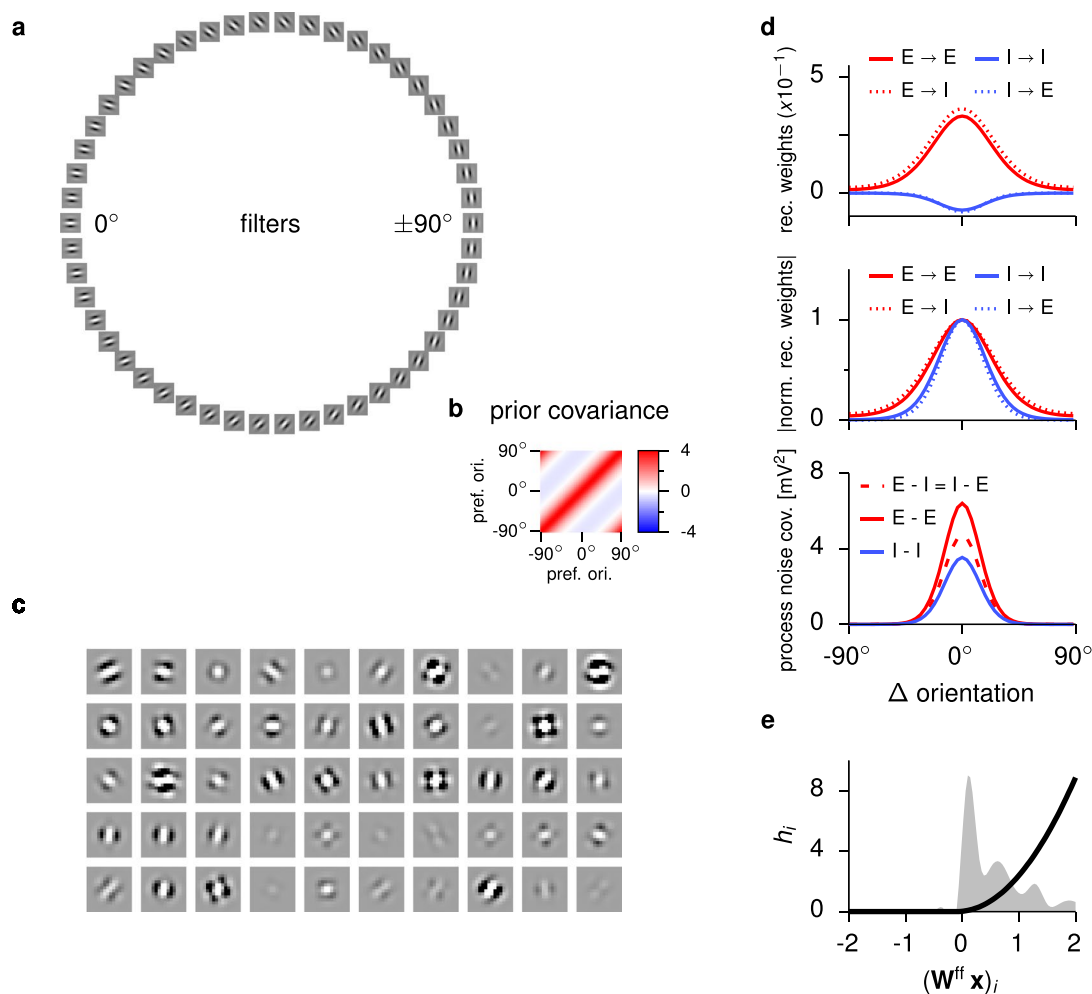 a
0°
filters
±90°
b
prior covariance
pref. ori.
90°
0°
-90°
-90°
0°
90°
pref. ori.
4
0
-4
c
d
rec. weights (x10⁻¹)
E → E
I → I
E → I
I → E
5
0
|norm. rec. weights|
E → E
I → I
E → I
I → E
1
0
process noise cov. [mV²]
E - I = I - E
E - E
I - I
8
4
0
-90°
0°
90°
Δ orientation
e
hᵢ
8
4
0
-2
-1
0
1
2
(W^ff x)ᵢ